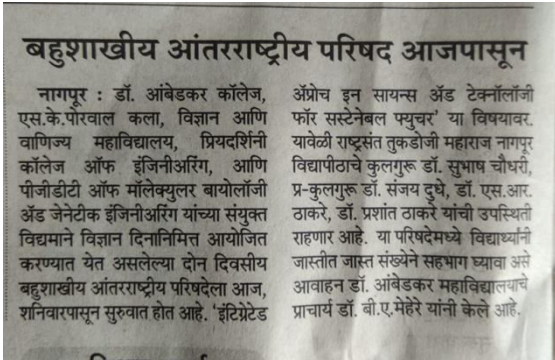 बहुशाखीय आंतरराष्ट्रीय परिषद आजपासून
नागपूर : डॉ. आंबेडकर कॉलेज,
एस.के.पोरवाल कला, विज्ञान आणि
वाणिज्य महाविद्यालय, प्रियदर्शिनी
कॉलेज ऑफ इंजिनीअरिंग, आणि
पीजीडीटी ऑफ मॉलेक्युलर बायोलॉजी
ॲंड जेनेटीक इंजिनीअरिंग यांच्या संयुक्त
विद्यमाने विज्ञान दिनानिमित्त आयोजित
करण्यात येत असलेल्या दोन दिवसीय
बहुशाखीय आंतरराष्ट्रीय परिषदेला आज,
शनिवारपासून सुरुवात होत आहे. 'इंटिग्रेटेड
ॲप्रोच इन सायन्स ॲंड टेक्नॉलॉजी
फॉर सस्टेनेबल फ्युचर' या विषयावर.
यावेळी राष्ट्रसंत तुकडोजी महाराज नागपूर
विद्यापीठाचे कुलगुरू डॉ. सुभाष चौधरी,
प्र-कुलगुरू डॉ. संजय दुधे, डॉ. एस.आर.
ठाकरे, डॉ. प्रशांत ठाकरे यांची उपस्थिती
राहणार आहे. या परिषदेमध्ये विद्यार्थ्यांनी
जास्तीत जास्त संख्येने सहभाग घ्यावा असे
आवाहन डॉ. आंबेडकर महाविद्यालयाचे
प्राचार्य डॉ. बी.ए.मेहेरे यांनी केले आहे.